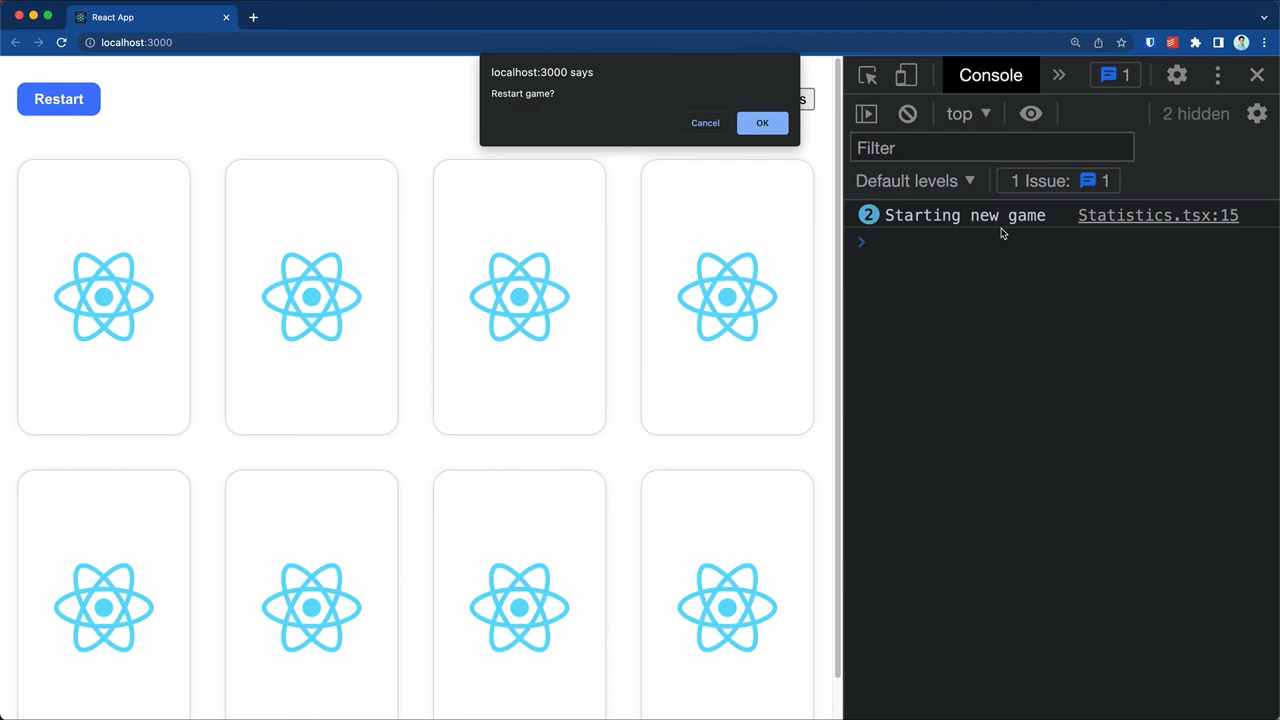 React App
localhost:3000
Restart
localhost:3000 says
Restart game?
Cancel
OK
s
Console
1
top
2 hidden
Filter
Default levels
1 Issue:
1
2
Starting new game
Statistics.tsx:15